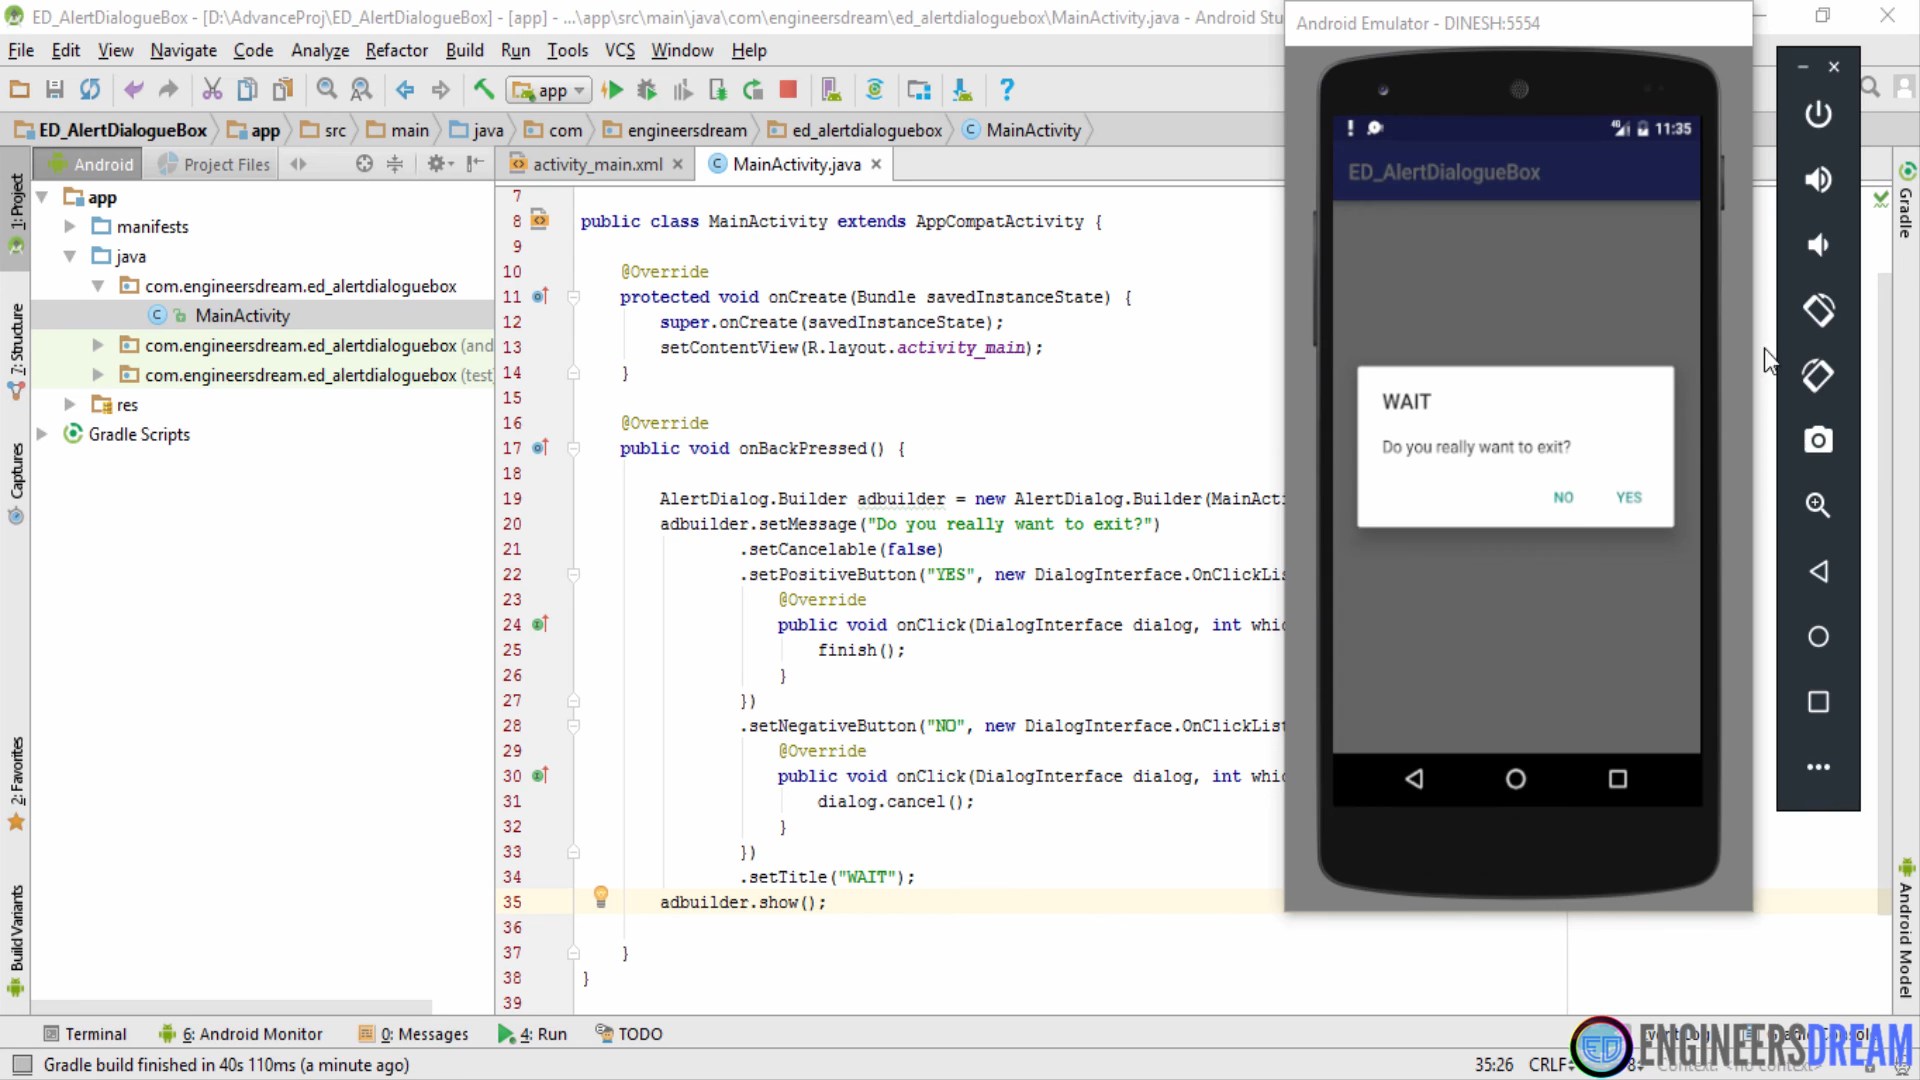 ED_AlertDialogueBox - [D:\AdvanceProj\ED_AlertDialogueBox] - [app] - ...\app\src\main\java\com\engineersdream\ed_alertdialoguebox\MainActivity.java - Android Stu
File Edit View Navigate Code Analyze Refactor Build Run Tools VCS Window Help
app
ED_AlertDialogueBox app src main java com engineersdream ed_alertdialoguebox MainActivity
Android Project Files
activity_main.xml MainActivity.java
1: Project
7: Structure
Captures
2: Favorites
Build Variants
app
manifests
java
com.engineersdream.ed_alertdialoguebox
MainActivity
com.engineersdream.ed_alertdialoguebox (and
com.engineersdream.ed_alertdialoguebox (test)
res
Gradle Scripts
7
8 public class MainActivity extends AppCompatActivity {
9
10 @Override
11 protected void onCreate(Bundle savedInstanceState) {
12 super.onCreate(savedInstanceState);
13 setContentView(R.layout.activity_main);
14 }
15
16 @Override
17 public void onBackPressed() {
18
19 AlertDialog.Builder adbuilder = new AlertDialog.Builder(MainActi
20 adbuilder.setMessage("Do you really want to exit?")
21 .setCancelable(false)
22 .setPositiveButton("YES", new DialogInterface.OnClickLis
23 @Override
24 public void onClick(DialogInterface dialog, int whic
25 finish();
26 }
27 })
28 .setNegativeButton("NO", new DialogInterface.OnClickList
29 @Override
30 public void onClick(DialogInterface dialog, int whic
31 dialog.cancel();
32 }
33 })
34 .setTitle("WAIT");
35 adbuilder.show();
36
37 }
38 }
39
Android Emulator - DINESH:5554
11:35
ED_AlertDialogueBox
WAIT
Do you really want to exit?
NO YES
Gradle
Android Model
Terminal 6: Android Monitor 0: Messages 4: Run TODO
Gradle build finished in 40s 110ms (a minute ago)
35:26 CRLF
ED ENGINEERSDREAM